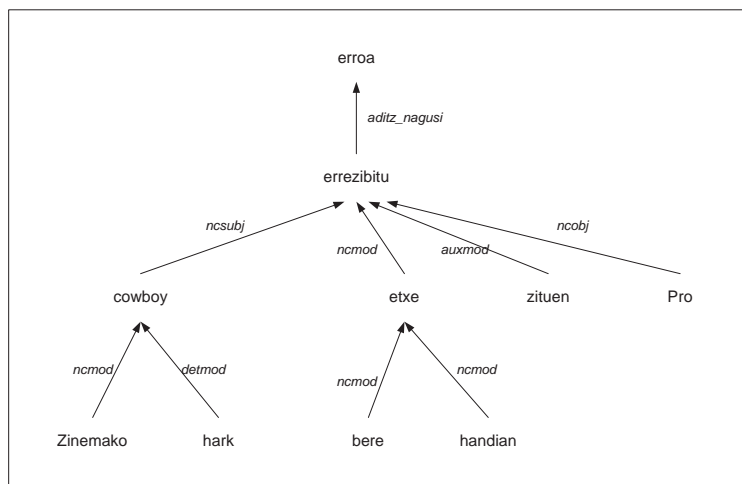 erroa
aditz_nagusi
errezibitu
ncsubj
ncmod
auxmod
ncobj
cowboy
etxe
zituen
Pro
ncmod
detmod
ncmod
ncmod
Zinemako
hark
bere
handian